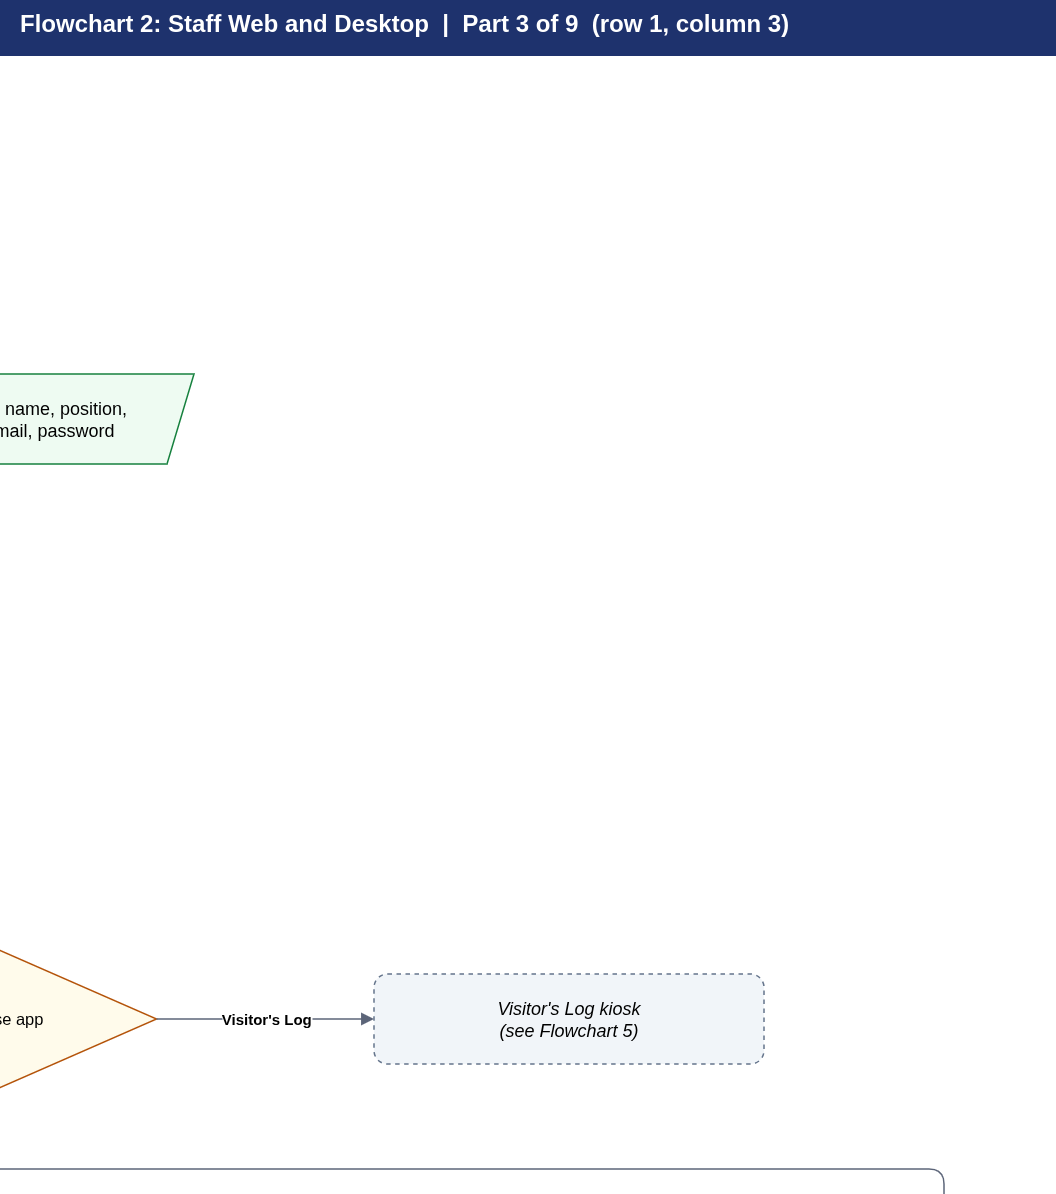 Flowchart 2: Staff Web and Desktop | Part 3 of 9 (row 1, column 3)
name, position,
mail, password
se app
Visitor's Log
Visitor's Log kiosk
(see Flowchart 5)